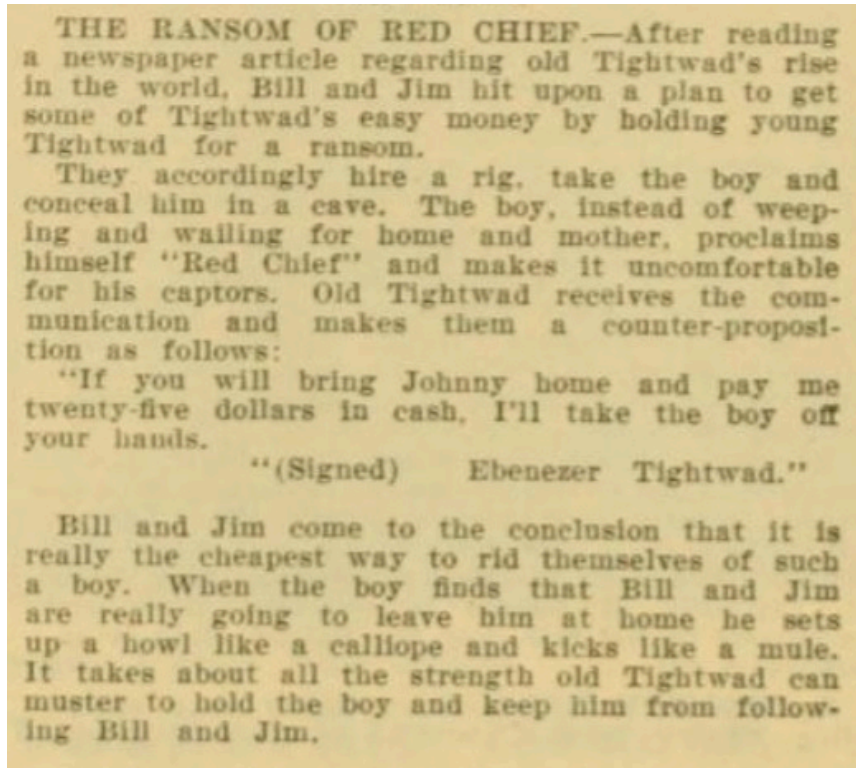 THE RANSOM OF RED CHIEF.—After reading
a newspaper article regarding old Tightwad's rise
in the world, Bill and Jim hit upon a plan to get
some of Tightwad's easy money by holding young
Tightwad for a ransom.
They accordingly hire a rig, take the boy and
conceal him in a cave. The boy, instead of weep-
ing and wailing for home and mother, proclaims
himself "Red Chief" and makes it uncomfortable
for his captors. Old Tightwad receives the com-
munication and makes them a counter-proposi-
tion as follows:
"If you will bring Johnny home and pay me
twenty-five dollars in cash, I'll take the boy off
your hands.
"(Signed) Ebenezer Tightwad."
Bill and Jim come to the conclusion that it is
really the cheapest way to rid themselves of such
a boy. When the boy finds that Bill and Jim
are really going to leave him at home he sets
up a howl like a calliope and kicks like a mule.
It takes about all the strength old Tightwad can
muster to hold the boy and keep him from follow-
ing Bill and Jim.